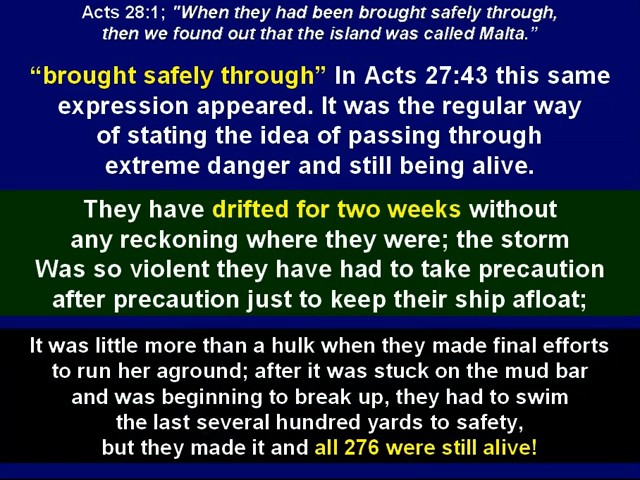 Acts 28:1; "When they had been brought safely through,
then we found out that the island was called Malta.”
“brought safely through” In Acts 27:43 this same
expression appeared. It was the regular way
of stating the idea of passing through
extreme danger and still being alive.
They have drifted for two weeks without
any reckoning where they were; the storm
Was so violent they have had to take precaution
after precaution just to keep their ship afloat;
It was little more than a hulk when they made final efforts
to run her aground; after it was stuck on the mud bar
and was beginning to break up, they had to swim
the last several hundred yards to safety,
but they made it and all 276 were still alive!